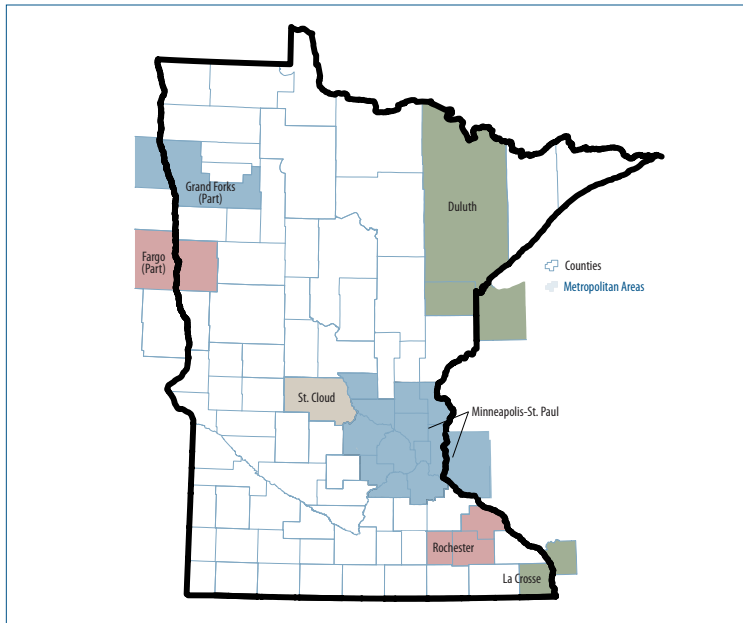 Grand Forks
(Part)
Duluth
Fargo
(Part)
Counties
Metropolitan Areas
St. Cloud
Minneapolis-St. Paul
Rochester
La Crosse